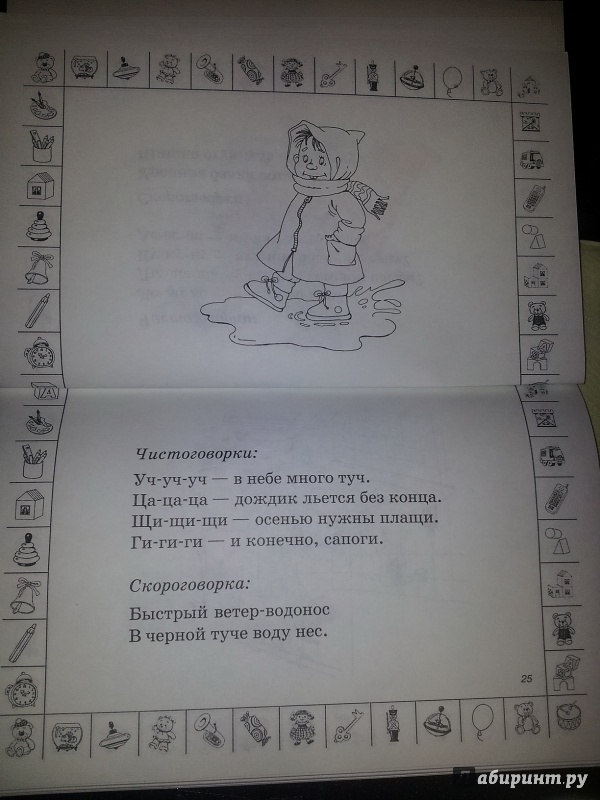 Чистоговорки:
Уч-уч-уч — в небе много туч.
Ца-ца-ца — дождик льется без конца.
Щи-щи-щи — осенью нужны плащи.
Ги-ги-ги — и конечно, сапоги.
Скороговорка:
Быстрый ветер-водонос
В черной туче воду нес.
25
абиринт.ру